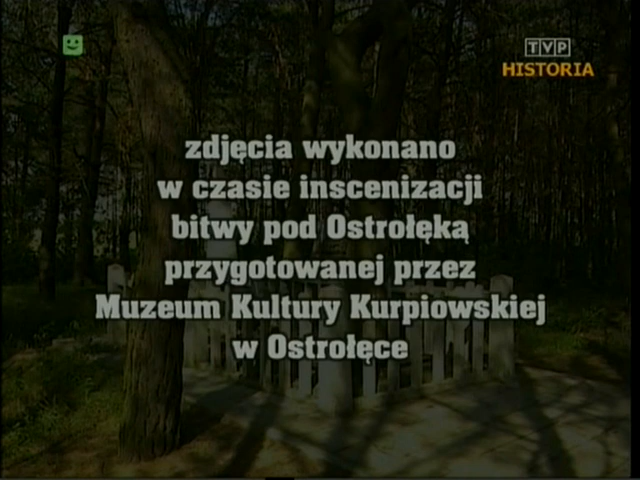 TVP
HISTORIA
zdjęcia wykonano
w czasie inscenizacji
bitwy pod Ostrołęką
przygotowanej przez
Muzeum Kultury Kurpiowskiej
w Ostrołęce